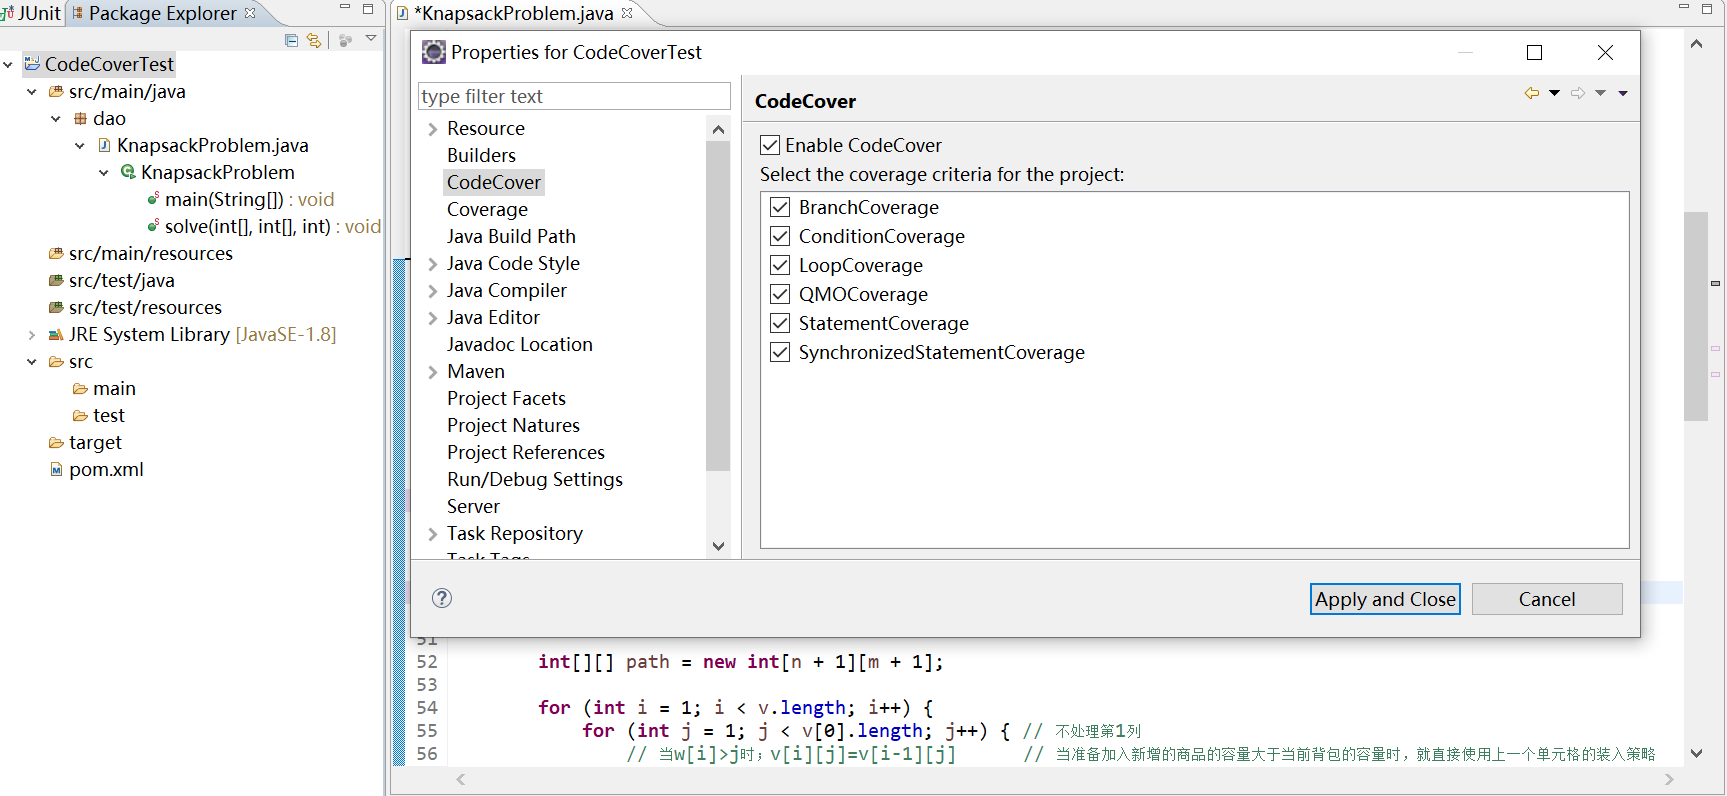 JUnit
Package Explorer
*KnapsackProblem.java
CodeCoverTest
src/main/java
dao
KnapsackProblem.java
KnapsackProblem
main(String[]) : void
solve(int[], int[], int) : void
src/main/resources
src/test/java
src/test/resources
JRE System Library [JavaSE-1.8]
src
main
test
target
pom.xml
Properties for CodeCoverTest
type filter text
Resource
Builders
CodeCover
Coverage
Java Build Path
Java Code Style
Java Compiler
Java Editor
Javadoc Location
Maven
Project Facets
Project Natures
Project References
Run/Debug Settings
Server
Task Repository
Task Tags
CodeCover
Enable CodeCover
Select the coverage criteria for the project:
BranchCoverage
ConditionCoverage
LoopCoverage
QMOCoverage
StatementCoverage
SynchronizedStatementCoverage
Apply and Close
Cancel
51
52 int[][] path = new int[n + 1][m + 1];
53
54 for (int i = 1; i < v.length; i++) {
55 for (int j = 1; j < v[0].length; j++) { // 不处理第1列
56 // 当w[i]>j时；v[i][j]=v[i-1][j] // 当准备加入新增的商品的容量大于当前背包的容量时，就直接使用上一个单元格的装入策略